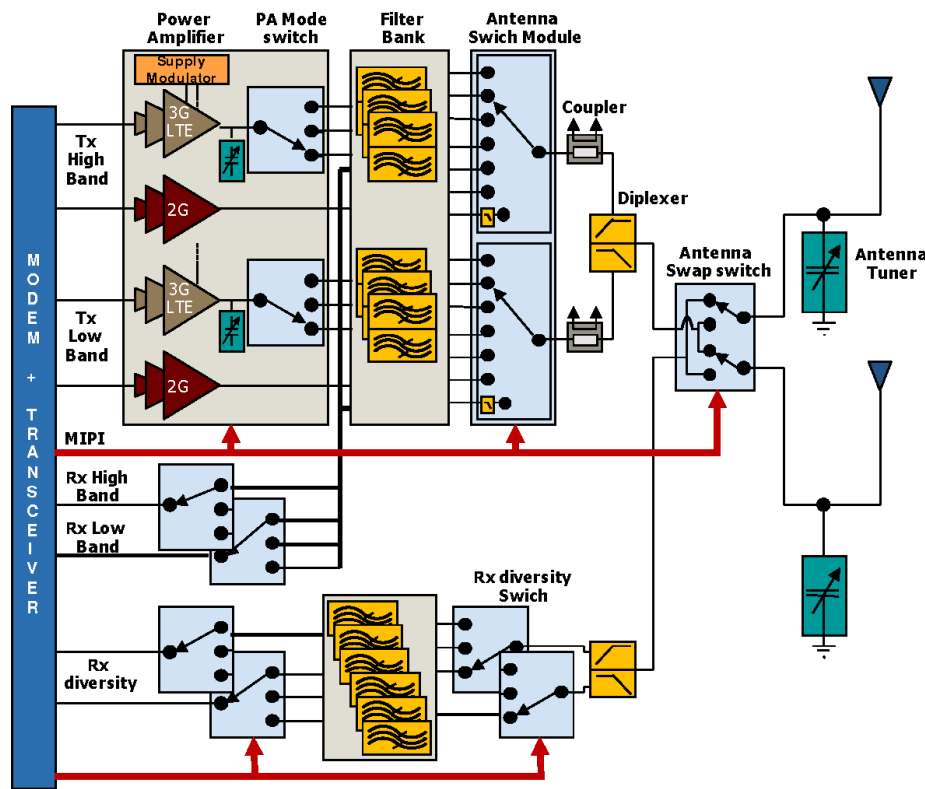 Power
Amplifier
PA Mode
switch
Filter
Bank
Antenna
Swich Module
Supply
Modulator
Coupler
3G
LTE
Tx
High
Band
2G
Diplexer
Antenna
Swap switch
Antenna
Tuner
3G
LTE
Tx
Low
Band
2G
MODEM + TRANSCEIVER
MIPI
Rx High
Band
Rx Low
Band
Rx diversity
Swich
Rx
diversity